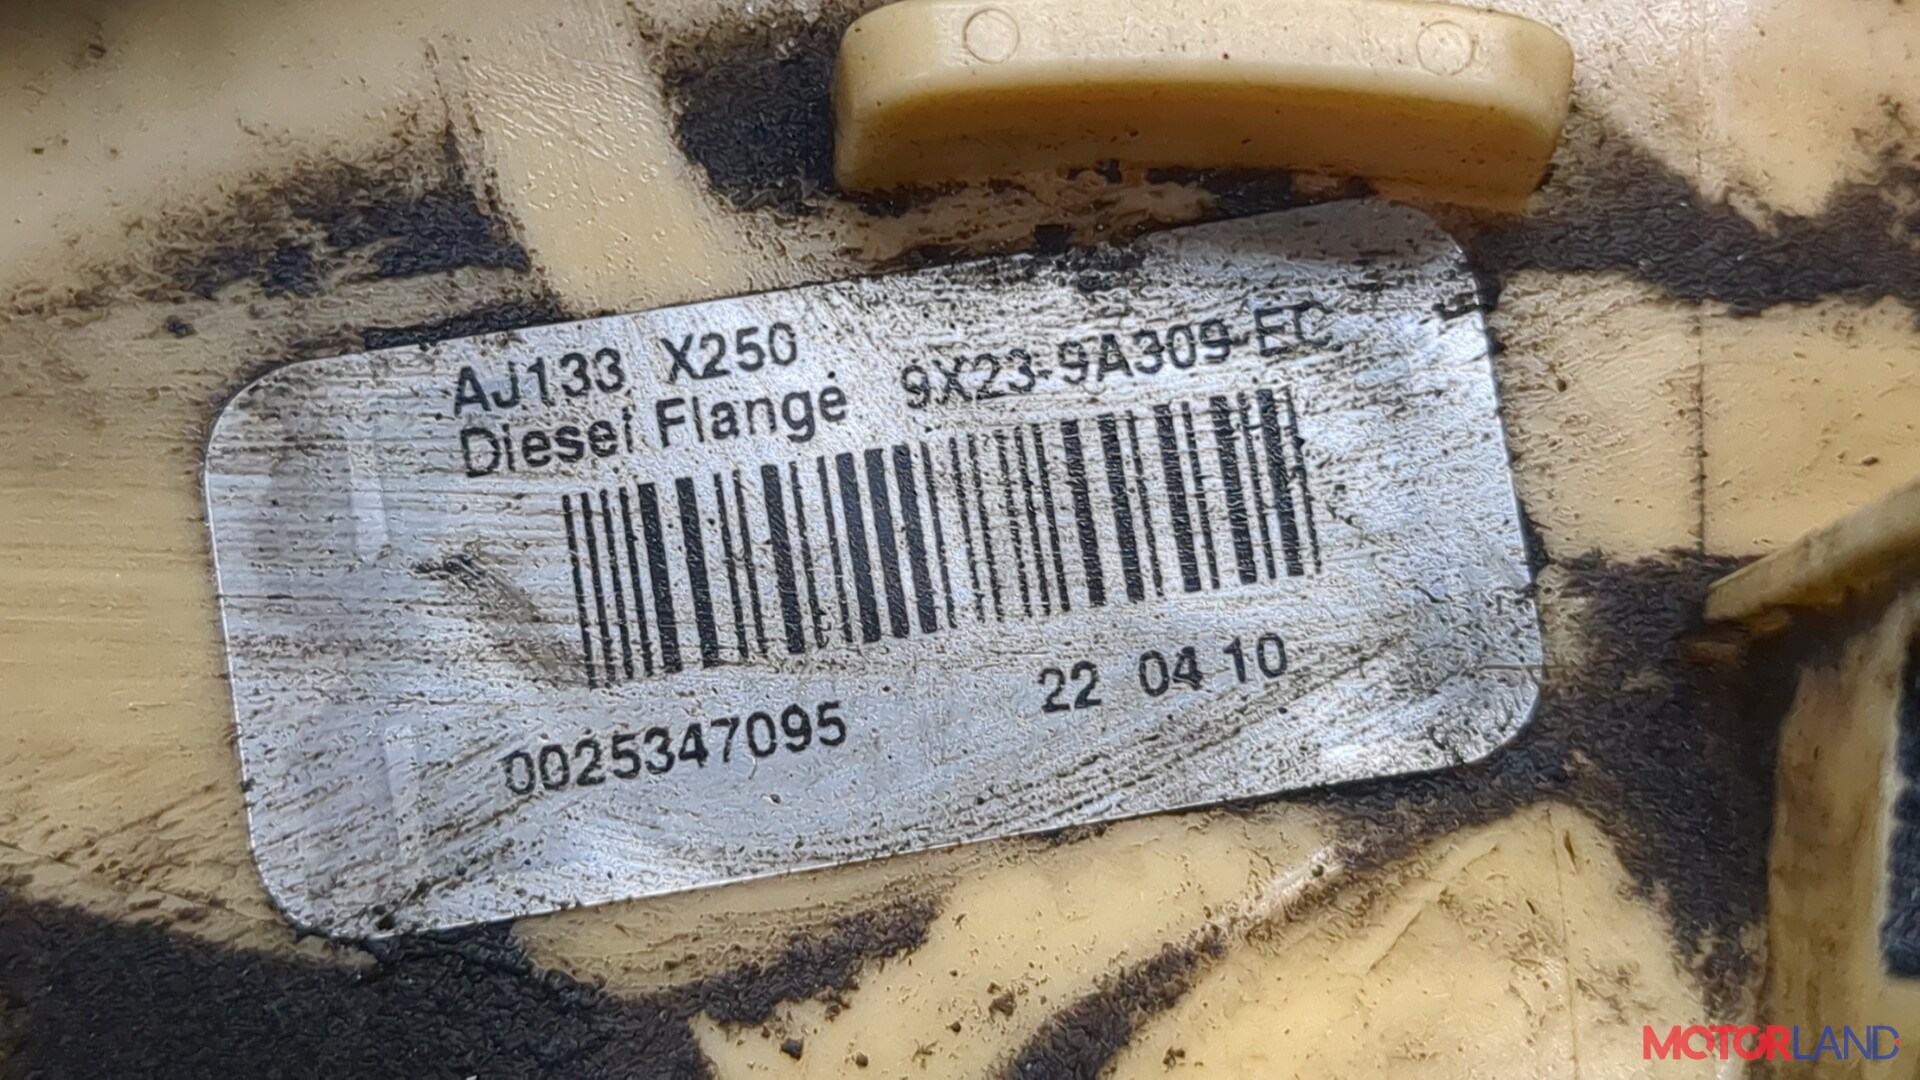 AJ133 X250
Diesel Flange 9X23-9A309-EC
0025347095 22 04 10
MOTORLAND